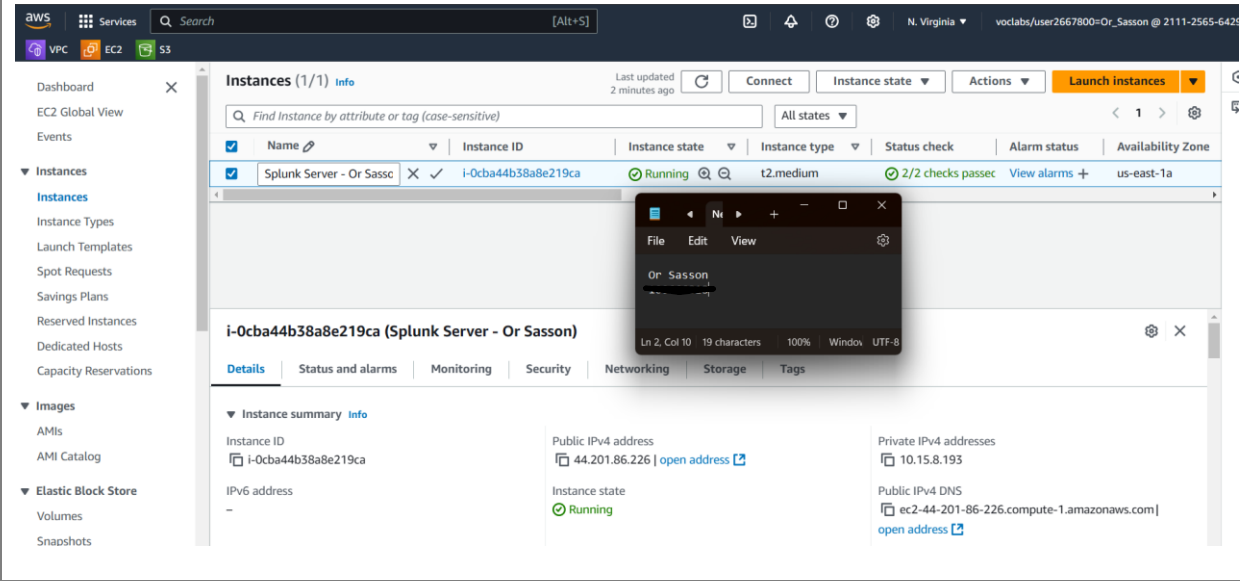 aws Services Search [Alt+S] N. Virginia voclabs/user2667800=Or_Sasson @ 2111-2565-6429
VPC EC2 S3
Dashboard
EC2 Global View
Events
Instances
Instances
Instance Types
Launch Templates
Spot Requests
Savings Plans
Reserved Instances
Dedicated Hosts
Capacity Reservations
Images
AMIs
AMI Catalog
Elastic Block Store
Volumes
Snapshots
Instances (1/1) Info
Last updated
2 minutes ago
Connect Instance state Actions Launch instances
Find Instance by attribute or tag (case-sensitive) All states 1
Name Instance ID Instance state Instance type Status check Alarm status Availability Zone
Splunk Server - Or Sasso i-0cba44b38a8e219ca Running t2.medium 2/2 checks passec View alarms + us-east-1a
File Edit View
Or Sasson
Ln 2, Col 10 19 characters 100% Window UTF-8
i-0cba44b38a8e219ca (Splunk Server - Or Sasson)
Details Status and alarms Monitoring Security Networking Storage Tags
Instance summary Info
Instance ID
i-0cba44b38a8e219ca
Public IPv4 address
44.201.86.226 | open address
Private IPv4 addresses
10.15.8.193
IPv6 address
–
Instance state
Running
Public IPv4 DNS
ec2-44-201-86-226.compute-1.amazonaws.com |
open address